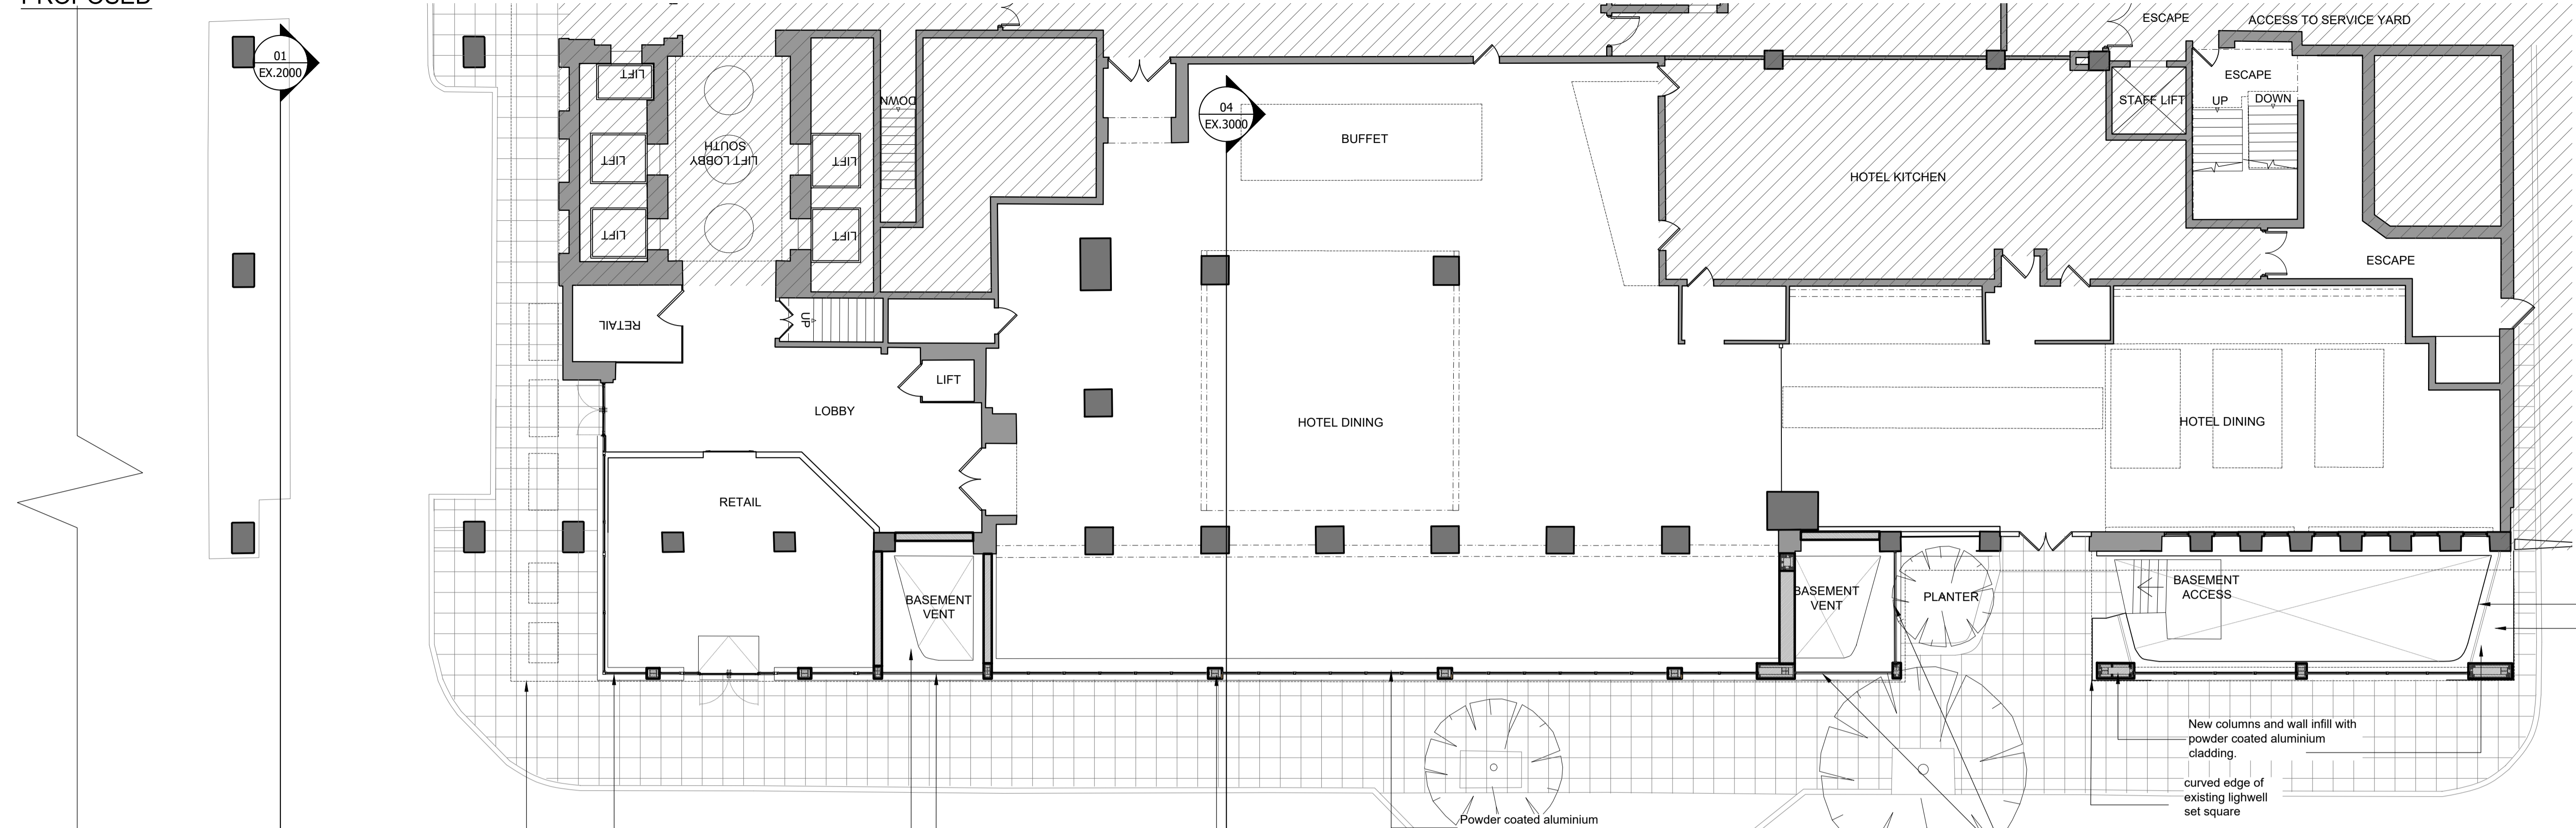 PROPOSED
01
EX.2000
LIFT
LIFT
LIFT
LIFT LOBBY
SOUTH
LIFT
LIFT
DOWN
04
EX.3000
BUFFET
HOTEL KITCHEN
ESCAPE
ACCESS TO SERVICE YARD
STAFF LIFT
ESCAPE
UP
DOWN
ESCAPE
RETAIL
UP
LIFT
LOBBY
HOTEL DINING
HOTEL DINING
RETAIL
BASEMENT
VENT
BASEMENT
VENT
PLANTER
BASEMENT
ACCESS
New columns and wall infill with
powder coated aluminium
cladding.
curved edge of
existing lighwell
set square
Powder coated aluminium